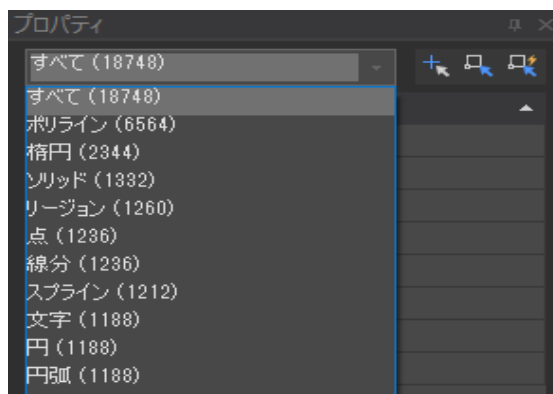 プロパティ
すべて (18748)
すべて (18748)
ポリライン (6564)
楕円 (2344)
ソリッド (1332)
リージョン (1260)
点 (1236)
線分 (1236)
スプライン (1212)
文字 (1188)
円 (1188)
円弧 (1188)